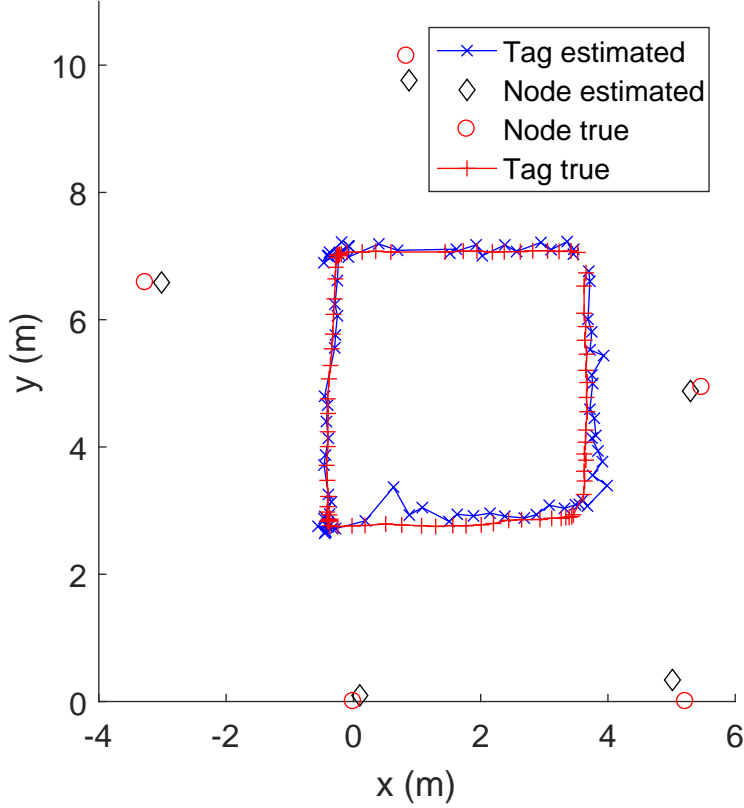 10
8
6
4
2
0
-4
-2
0
2
4
6
x (m)
y (m)
Tag estimated
Node estimated
Node true
Tag true